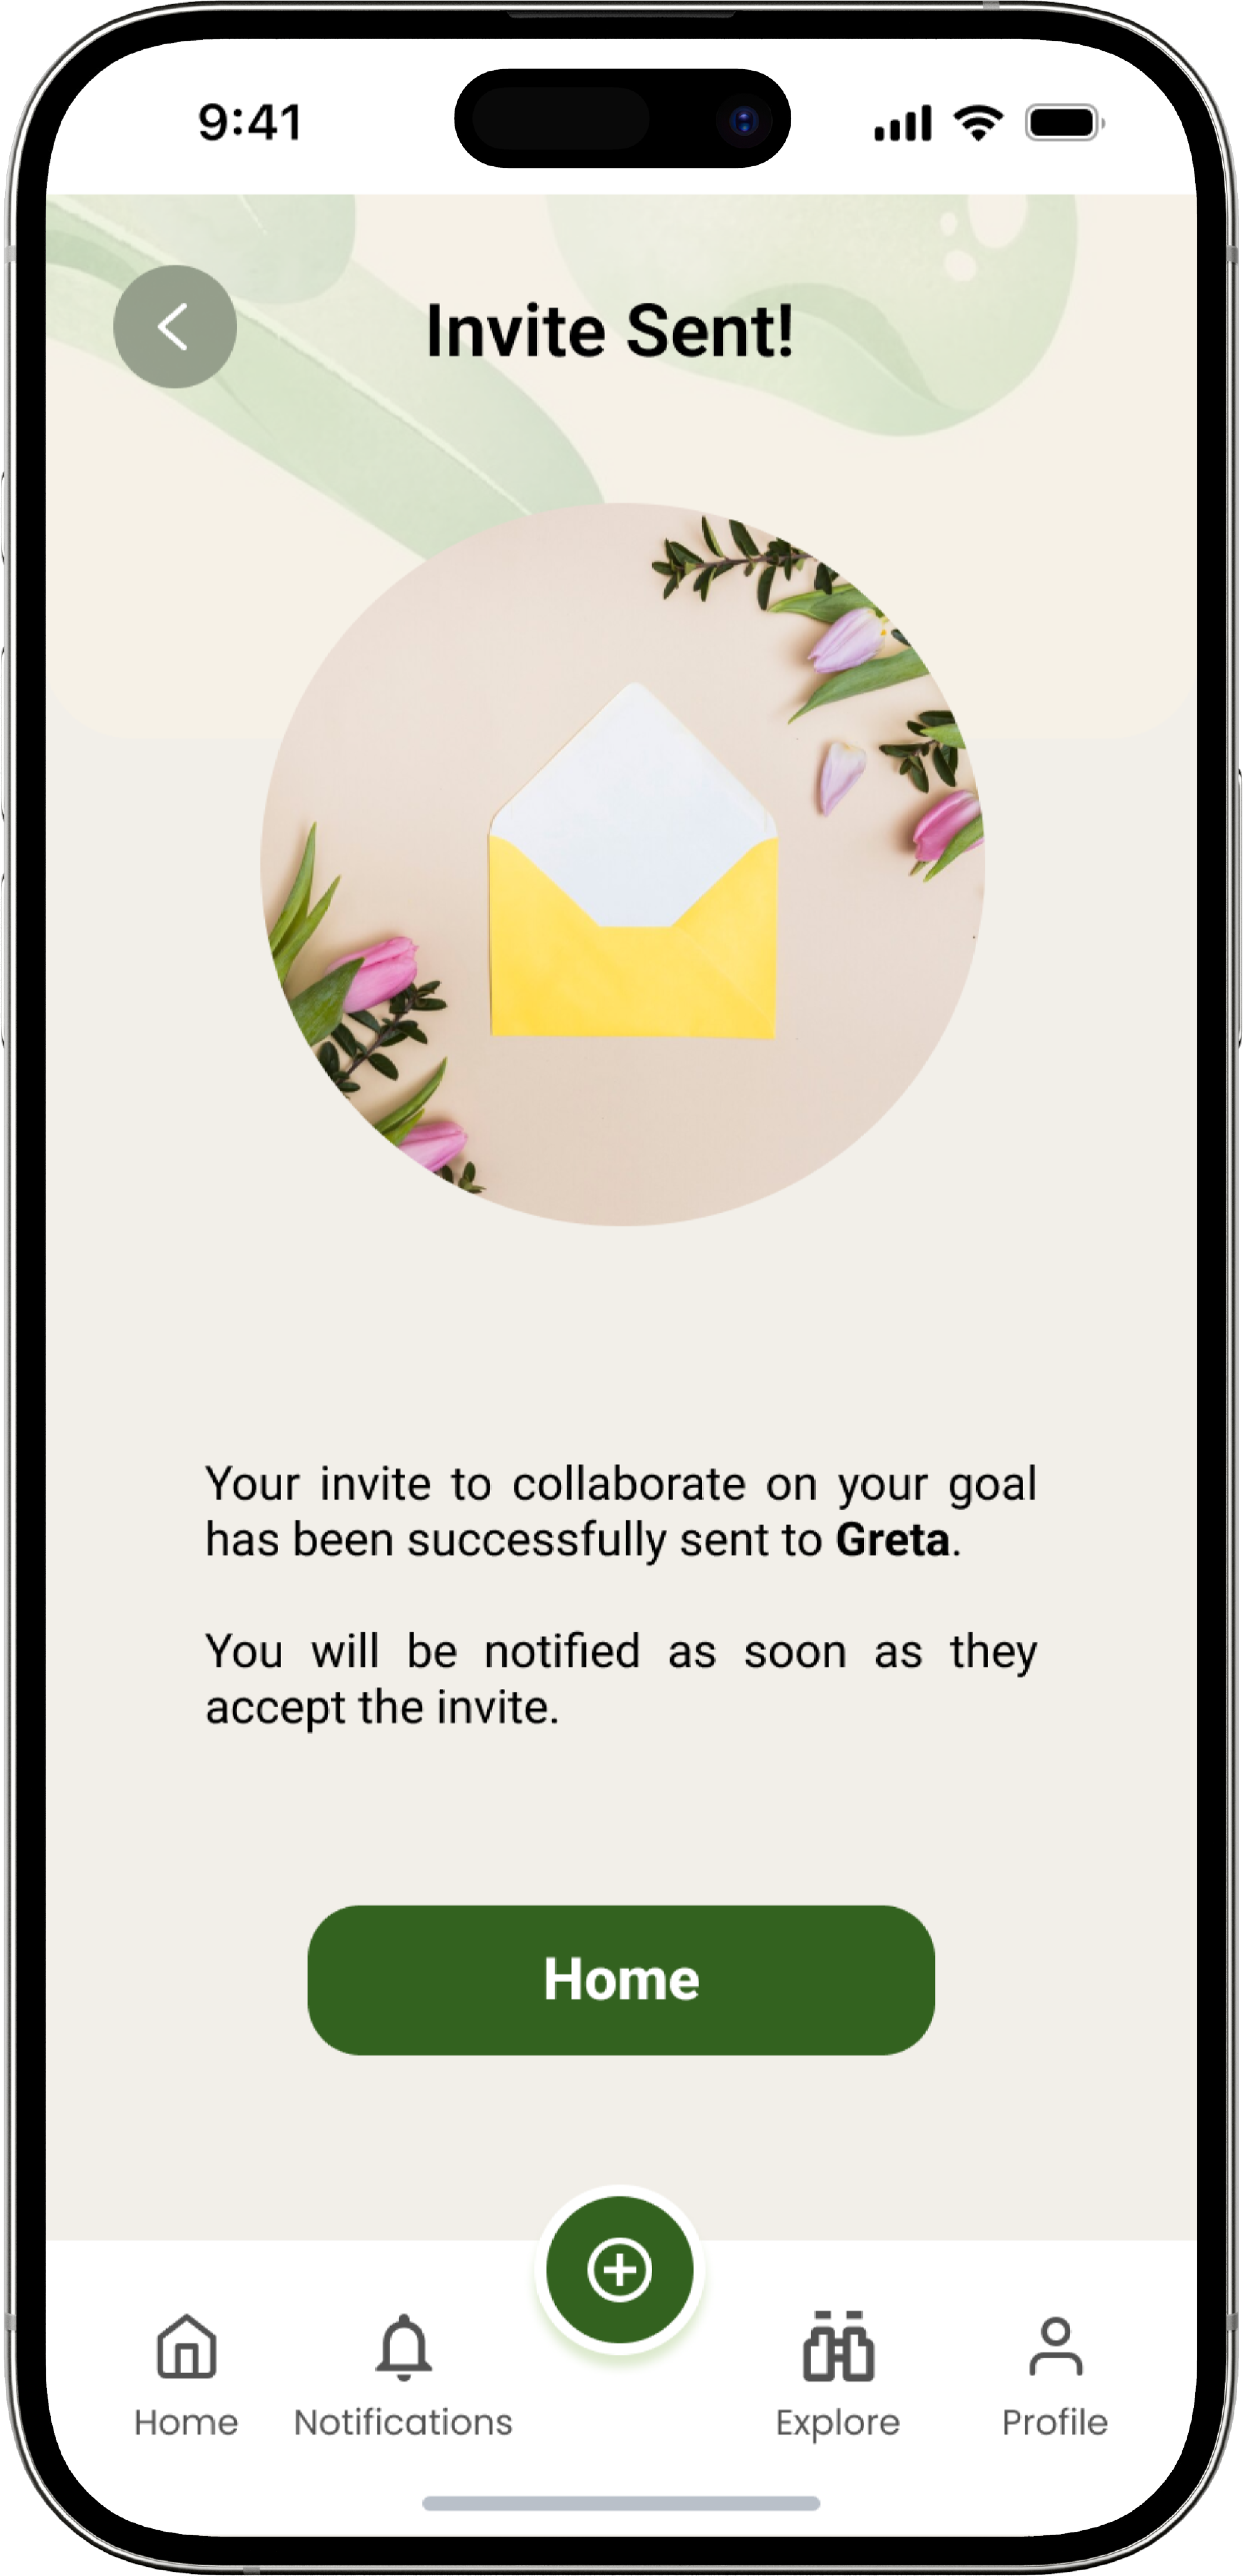 9:41
Invite Sent!
Your invite to collaborate on your goal
has been successfully sent to Greta.
You will be notified as soon as they
accept the invite.
Home
Home
Notifications
Explore
Profile